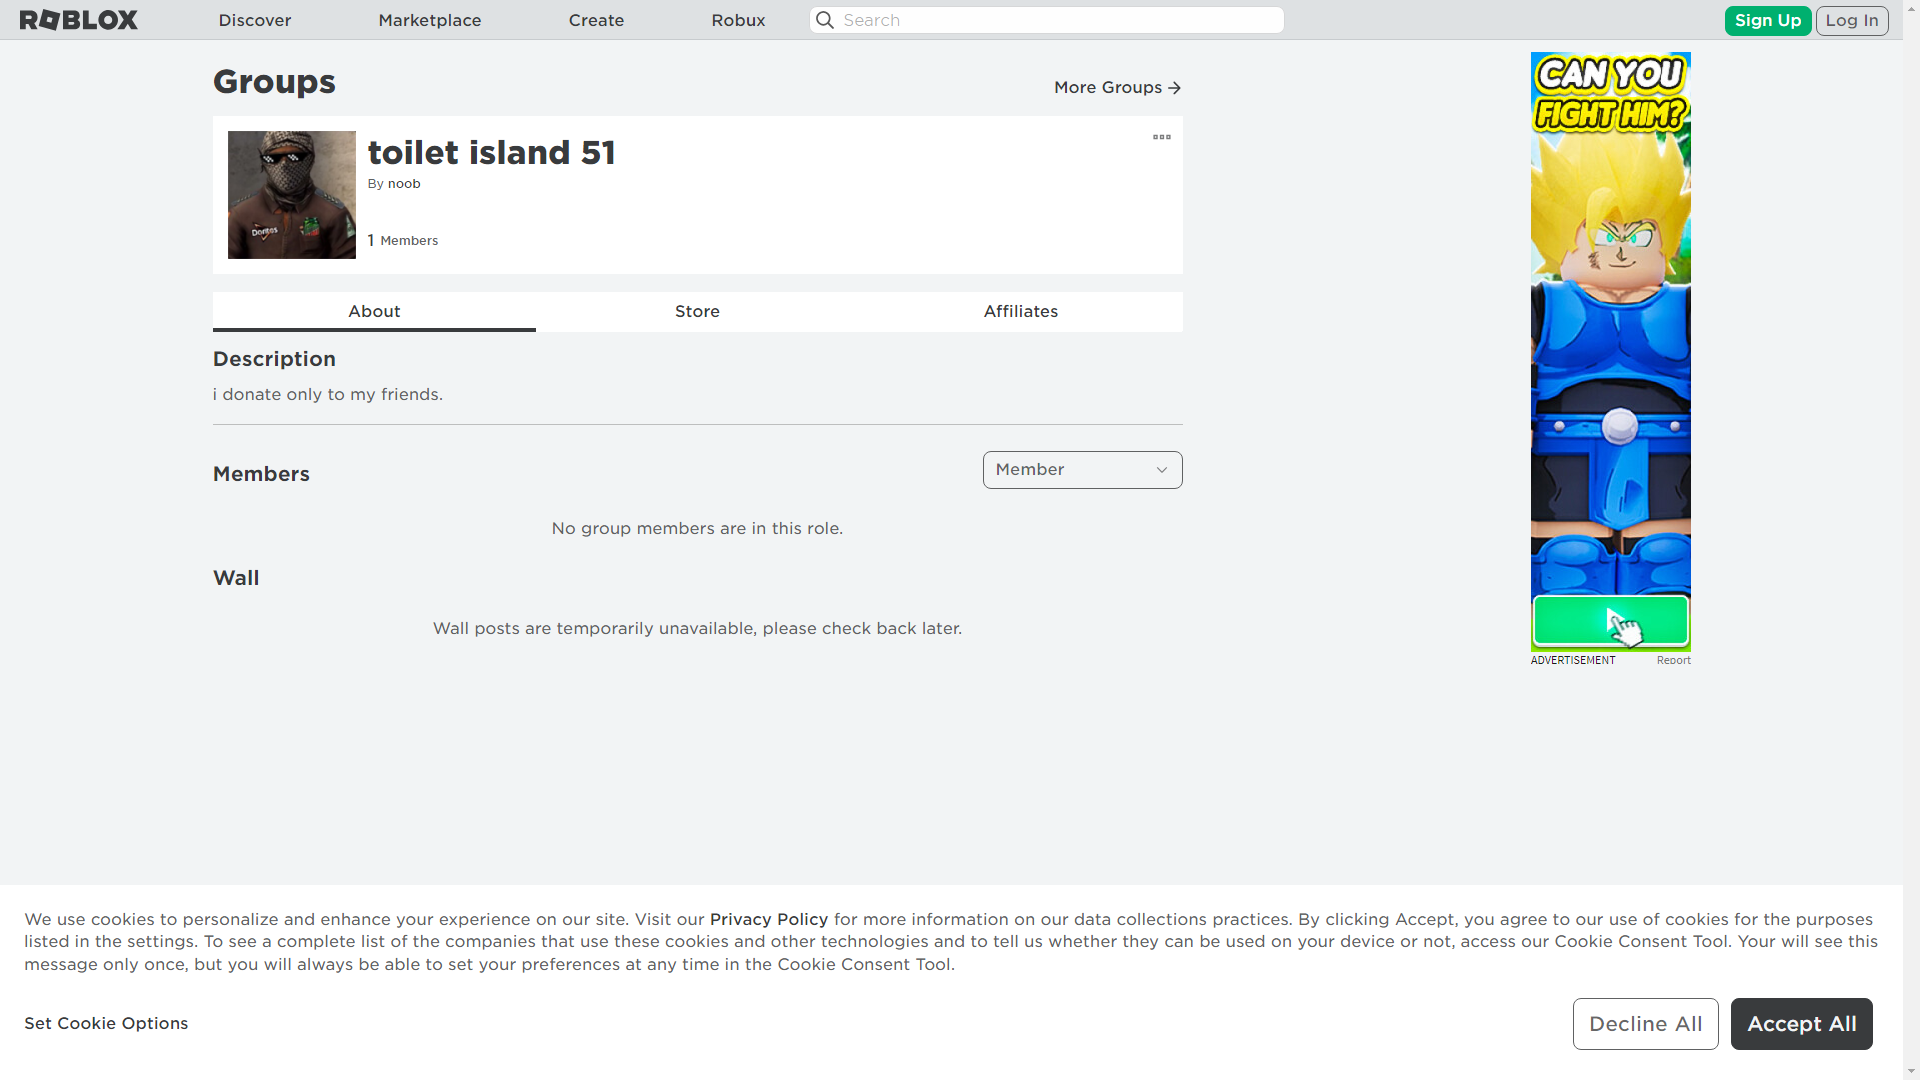 ROBLOX
Discover
Marketplace
Create
Robux
Search
Sign Up
Log In
Groups
More Groups
toilet island 51
By noob
1 Members
Doritos
About
Store
Affiliates
Description
i donate only to my friends.
Members
Member
No group members are in this role.
Wall
Wall posts are temporarily unavailable, please check back later.
CAN YOU
FIGHT HIM?
ADVERTISEMENT
Report
We use cookies to personalize and enhance your experience on our site. Visit our Privacy Policy for more information on our data collections practices. By clicking Accept, you agree to our use of cookies for the purposes
listed in the settings. To see a complete list of the companies that use these cookies and other technologies and to tell us whether they can be used on your device or not, access our Cookie Consent Tool. Your will see this
message only once, but you will always be able to set your preferences at any time in the Cookie Consent Tool.
Set Cookie Options
Decline All
Accept All